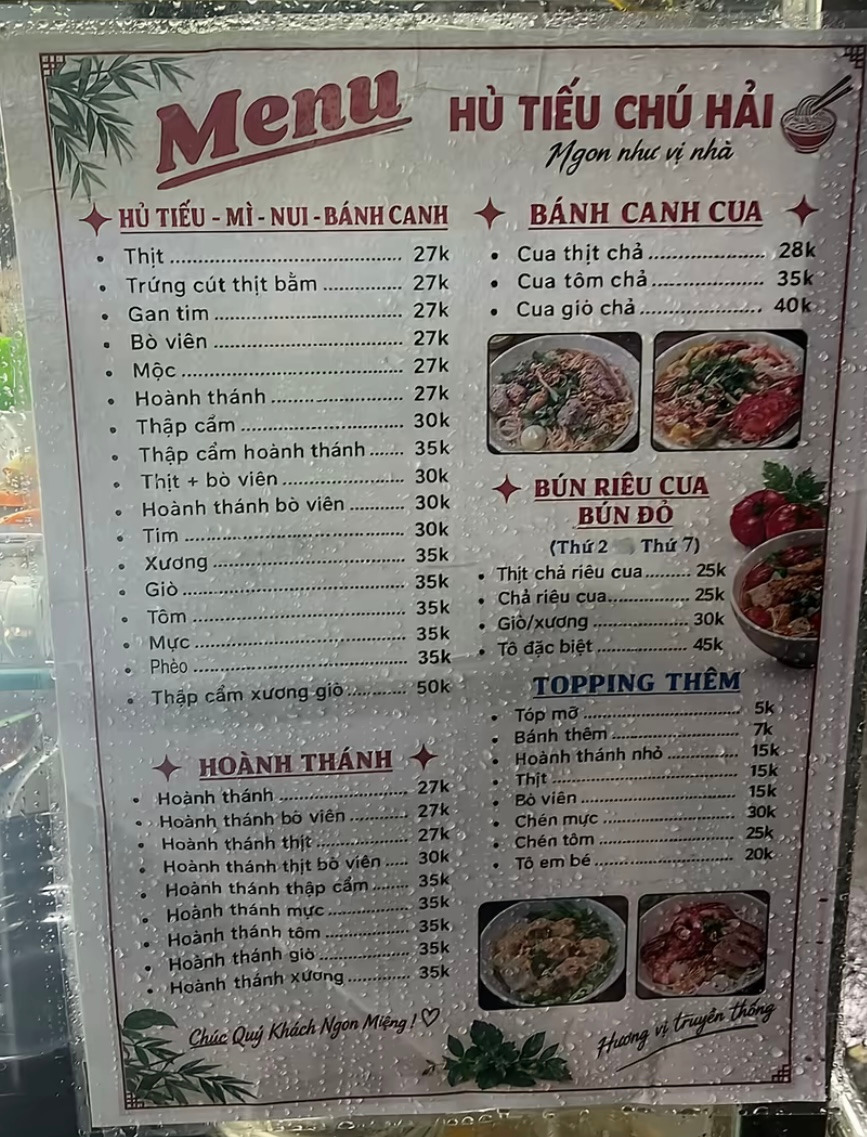 Menu
HỦ TIẾU CHÚ HẢI
Ngon như vị nhà
HỦ TIẾU - MÌ - NUI - BÁNH CANH
• Thịt ........ 27k
• Trứng cút thịt bằm ........ 27k
• Gan tim ........ 27k
• Bò viên ........ 27k
• Mộc ........ 27k
• Hoành thánh ........ 27k
• Thập cẩm ........ 30k
• Thập cẩm hoành thánh ...... 35k
• Thịt + bò viên ........ 30k
• Hoành thánh bò viên ........ 30k
• Tim ........ 30k
• Xương ........ 35k
• Giò ........ 35k
• Tôm ........ 35k
• Mực ........ 35k
• Phèo ........ 35k
• Thập cẩm xương giò ........ 50k
HOÀNH THÁNH
• Hoành thánh ........ 27k
• Hoành thánh bò viên ........ 27k
• Hoành thánh thịt ........ 27k
• Hoành thánh thịt bò viên ..... 30k
• Hoành thánh thập cẩm ....... 35k
• Hoành thánh mực ........ 35k
• Hoành thánh tôm ........ 35k
• Hoành thánh giò ........ 35k
• Hoành thánh xương ........ 35k
Chúc Quý Khách Ngon Miệng !
BÁNH CANH CUA
• Cua thịt chả ........ 28k
• Cua tôm chả ........ 35k
• Cua giò chả ........ 40k
BÚN RIÊU CUA
BÚN ĐỎ
(Thứ 2 Thứ 7)
• Thịt chả riêu cua ........ 25k
• Chả riêu cua ........ 25k
• Giò/xương ........ 30k
• Tô đặc biệt ........ 45k
TOPPING THÊM
• Tóp mỡ ........ 5k
• Bánh thêm ........ 7k
• Hoành thánh nhỏ ........ 15k
• Thịt ........ 15k
• Bò viên ........ 15k
• Chén mực ........ 30k
• Chén tôm ........ 25k
• Tô em bé ........ 20k
Hương vị truyền thống